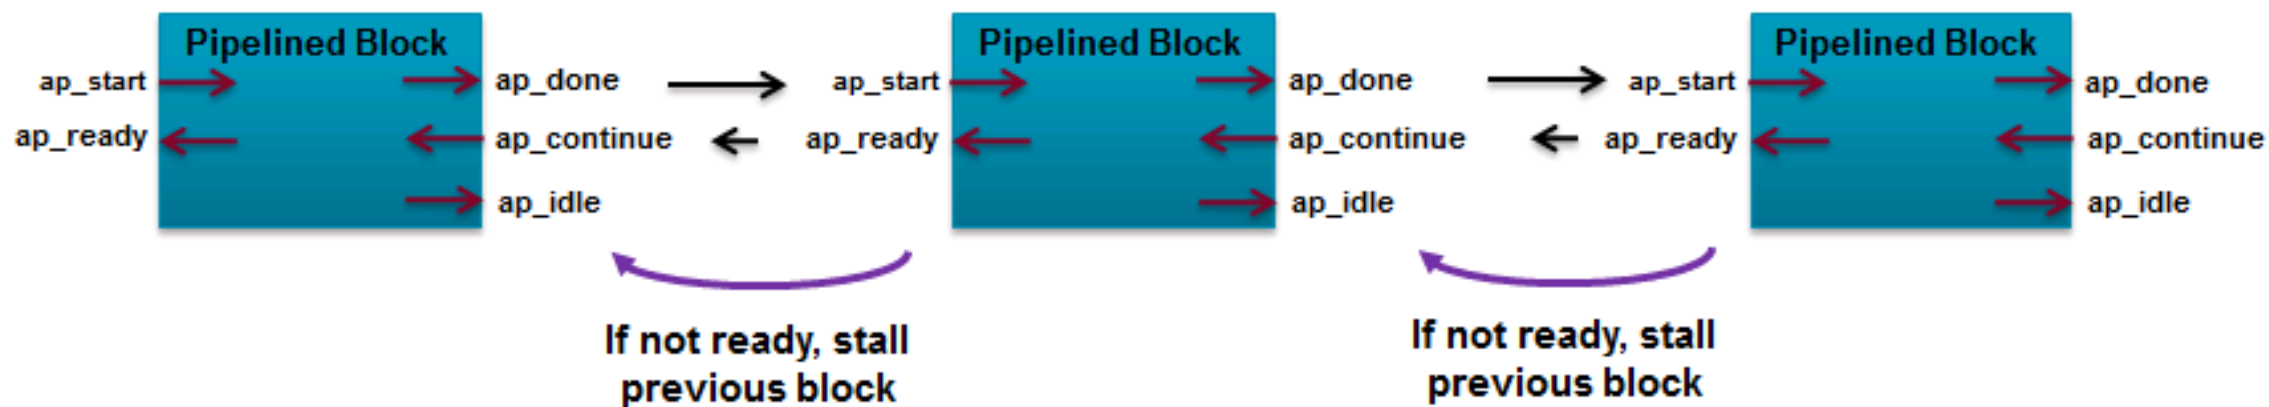 Pipelined Block
Pipelined Block
Pipelined Block
ap_start
ap_done
ap_start
ap_done
ap_start
ap_done
ap_ready
ap_continue
ap_ready
ap_continue
ap_ready
ap_continue
ap_idle
ap_idle
ap_idle
If not ready, stall
previous block
If not ready, stall
previous block